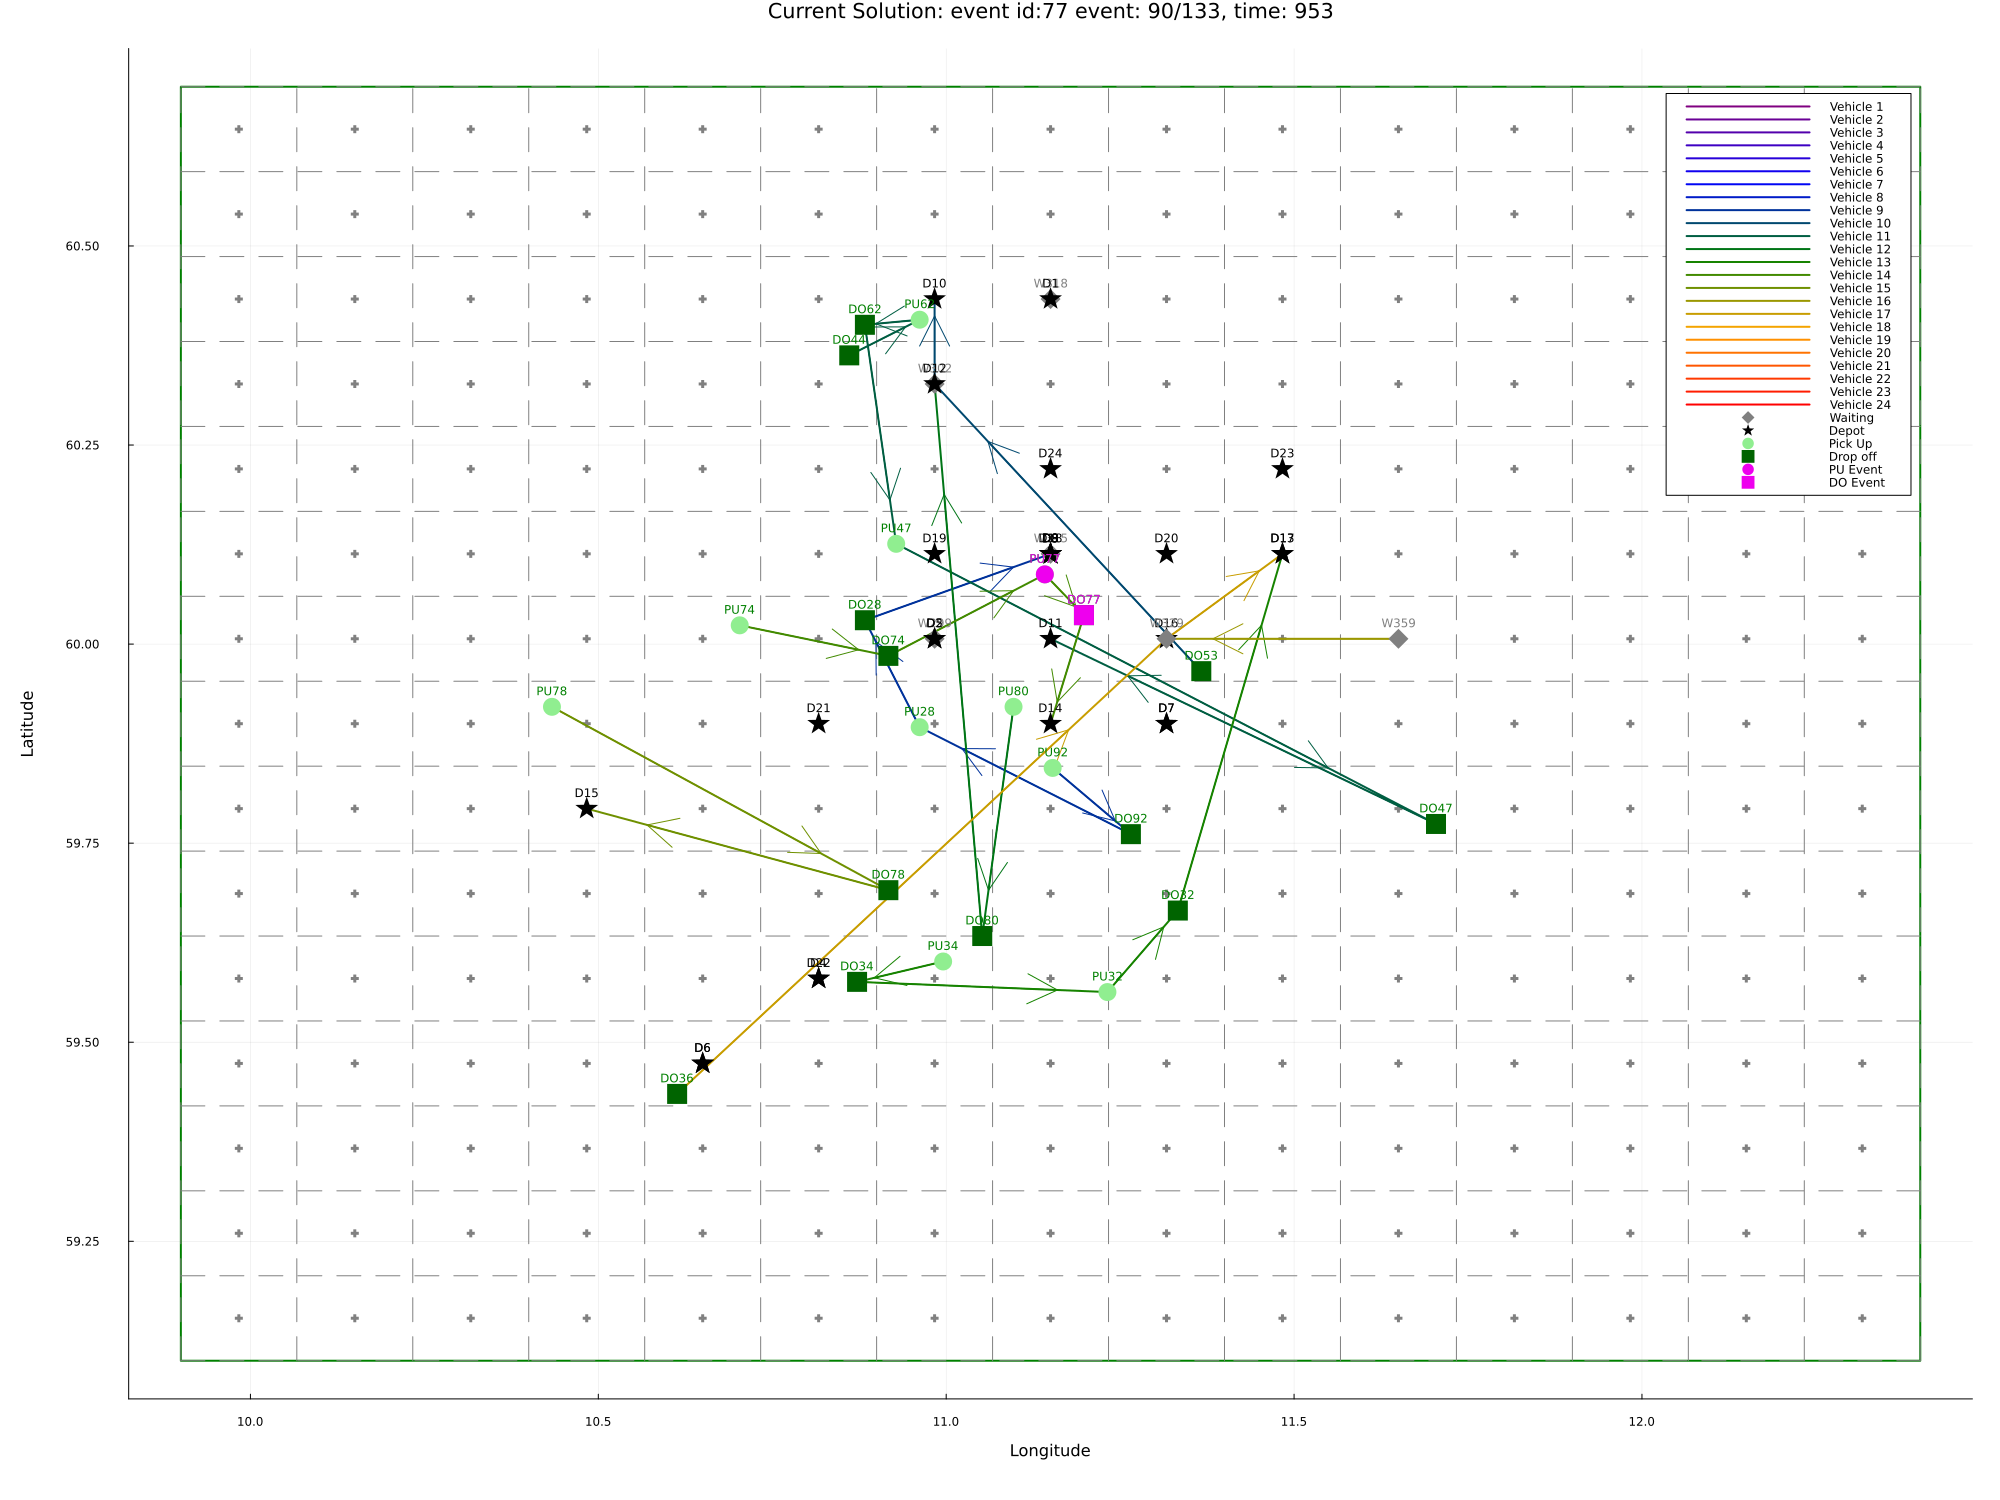 Current Solution: event id:77 event: 90/133, time: 953
Vehicle 1
Vehicle 2
Vehicle 3
Vehicle 4
Vehicle 5
Vehicle 6
Vehicle 7
Vehicle 8
Vehicle 9
Vehicle 10
Vehicle 11
Vehicle 12
Vehicle 13
Vehicle 14
Vehicle 15
Vehicle 16
Vehicle 17
Vehicle 18
Vehicle 19
Vehicle 20
Vehicle 21
Vehicle 22
Vehicle 23
Vehicle 24
Waiting
Depot
Pick Up
Drop off
PU Event
DO Event
60.50
60.25
60.00
59.75
59.50
59.25
Latitude
D10
D1
DO62
DO44
D12
D24
D23
PU47
D19
D20
PU74
DO28
DO77
DO74
D11
W359
DO53
PU78
PU80
D21
PU28
D14
D7
PU92
D15
DO92
DO47
DO78
DO32
DO80
PU34
DO34
PU32
D6
DO36
10.0
10.5
11.0
11.5
12.0
Longitude